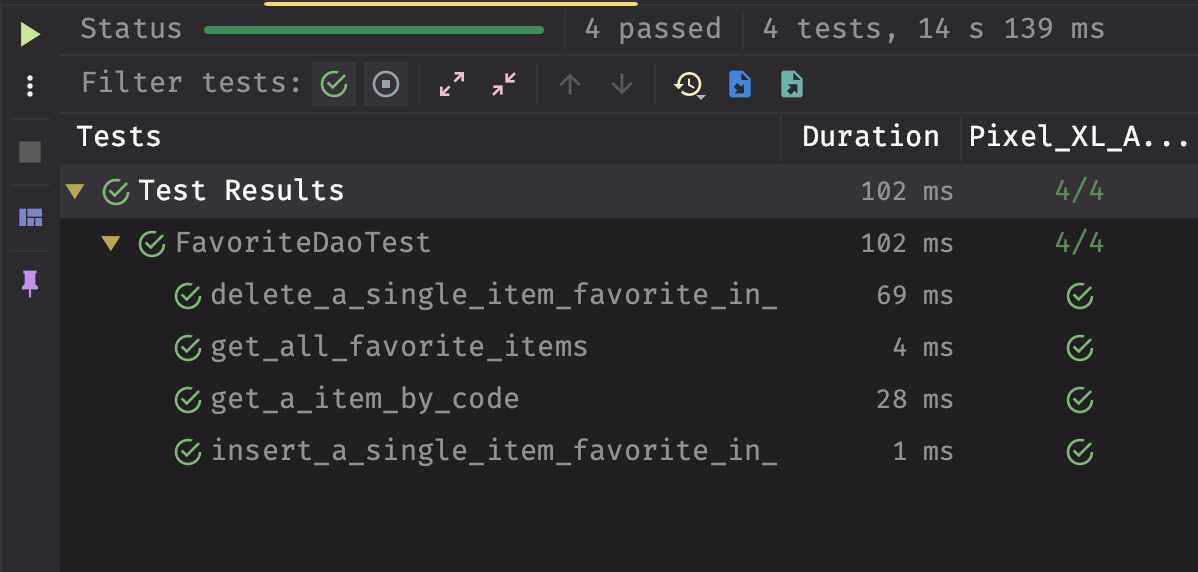 Status 4 passed 4 tests, 14 s 139 ms
Filter tests:
Tests Duration Pixel_XL_A...
Test Results 102 ms 4/4
FavoriteDaoTest 102 ms 4/4
delete_a_single_item_favorite_in_ 69 ms
get_all_favorite_items 4 ms
get_a_item_by_code 28 ms
insert_a_single_item_favorite_in_ 1 ms